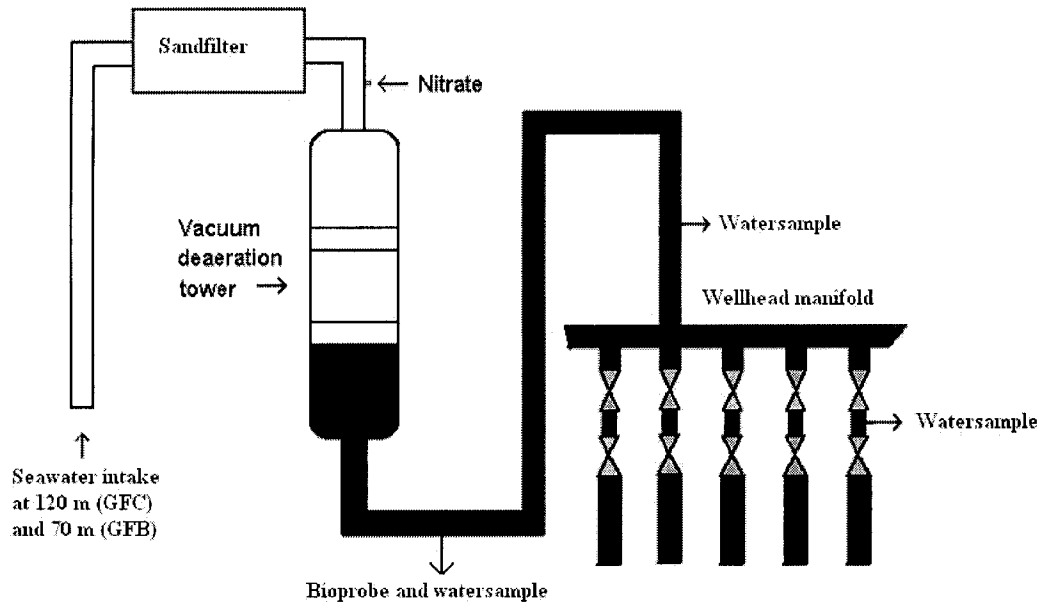 Sandfilter
Nitrate
Vacuum
deaeration
tower
Watersample
Wellhead manifold
Watersample
Seawater intake
at 120 m (GFC)
and 70 m (GFB)
Bioprobe and watersample